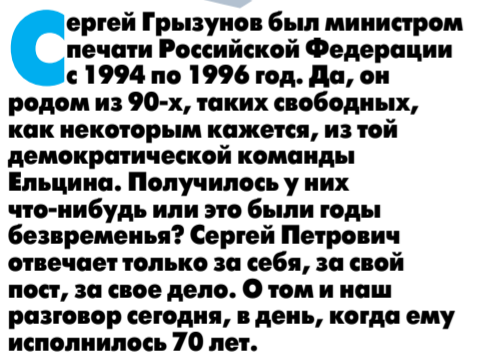 Сергей Грызунов был министром
печати Российской Федерации
с 1994 по 1996 год. Да, он
родом из 90-х, таких свободных,
как некоторым кажется, из той
демократической команды
Ельцина. Получилось у них
что-нибудь или это были годы
безвременья? Сергей Петрович
отвечает только за себя, за свой
пост, за свое дело. О том и наш
разговор сегодня, в день, когда ему
исполнилось 70 лет.